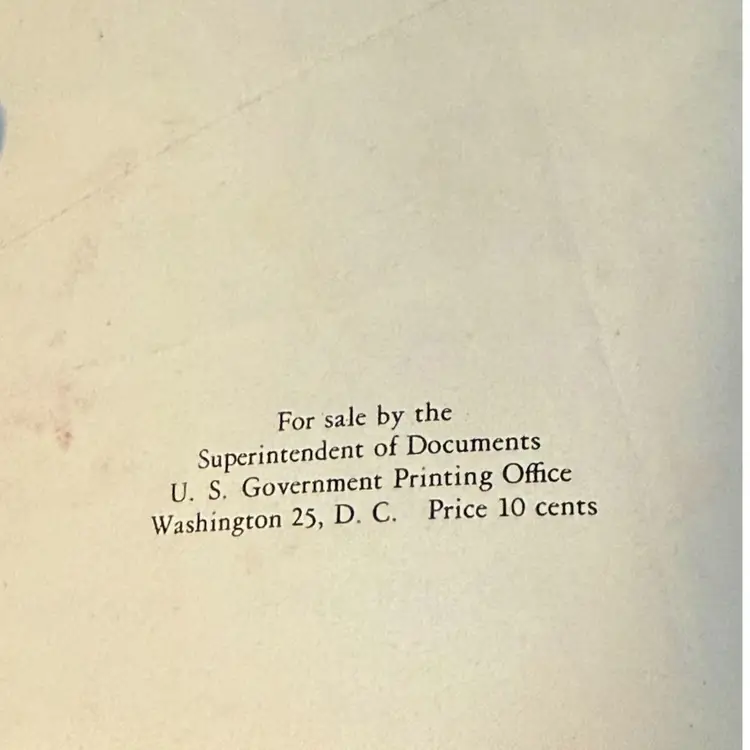 For sale by the
Superintendent of Documents
U. S. Government Printing Office
Washington 25, D. C. Price 10 cents